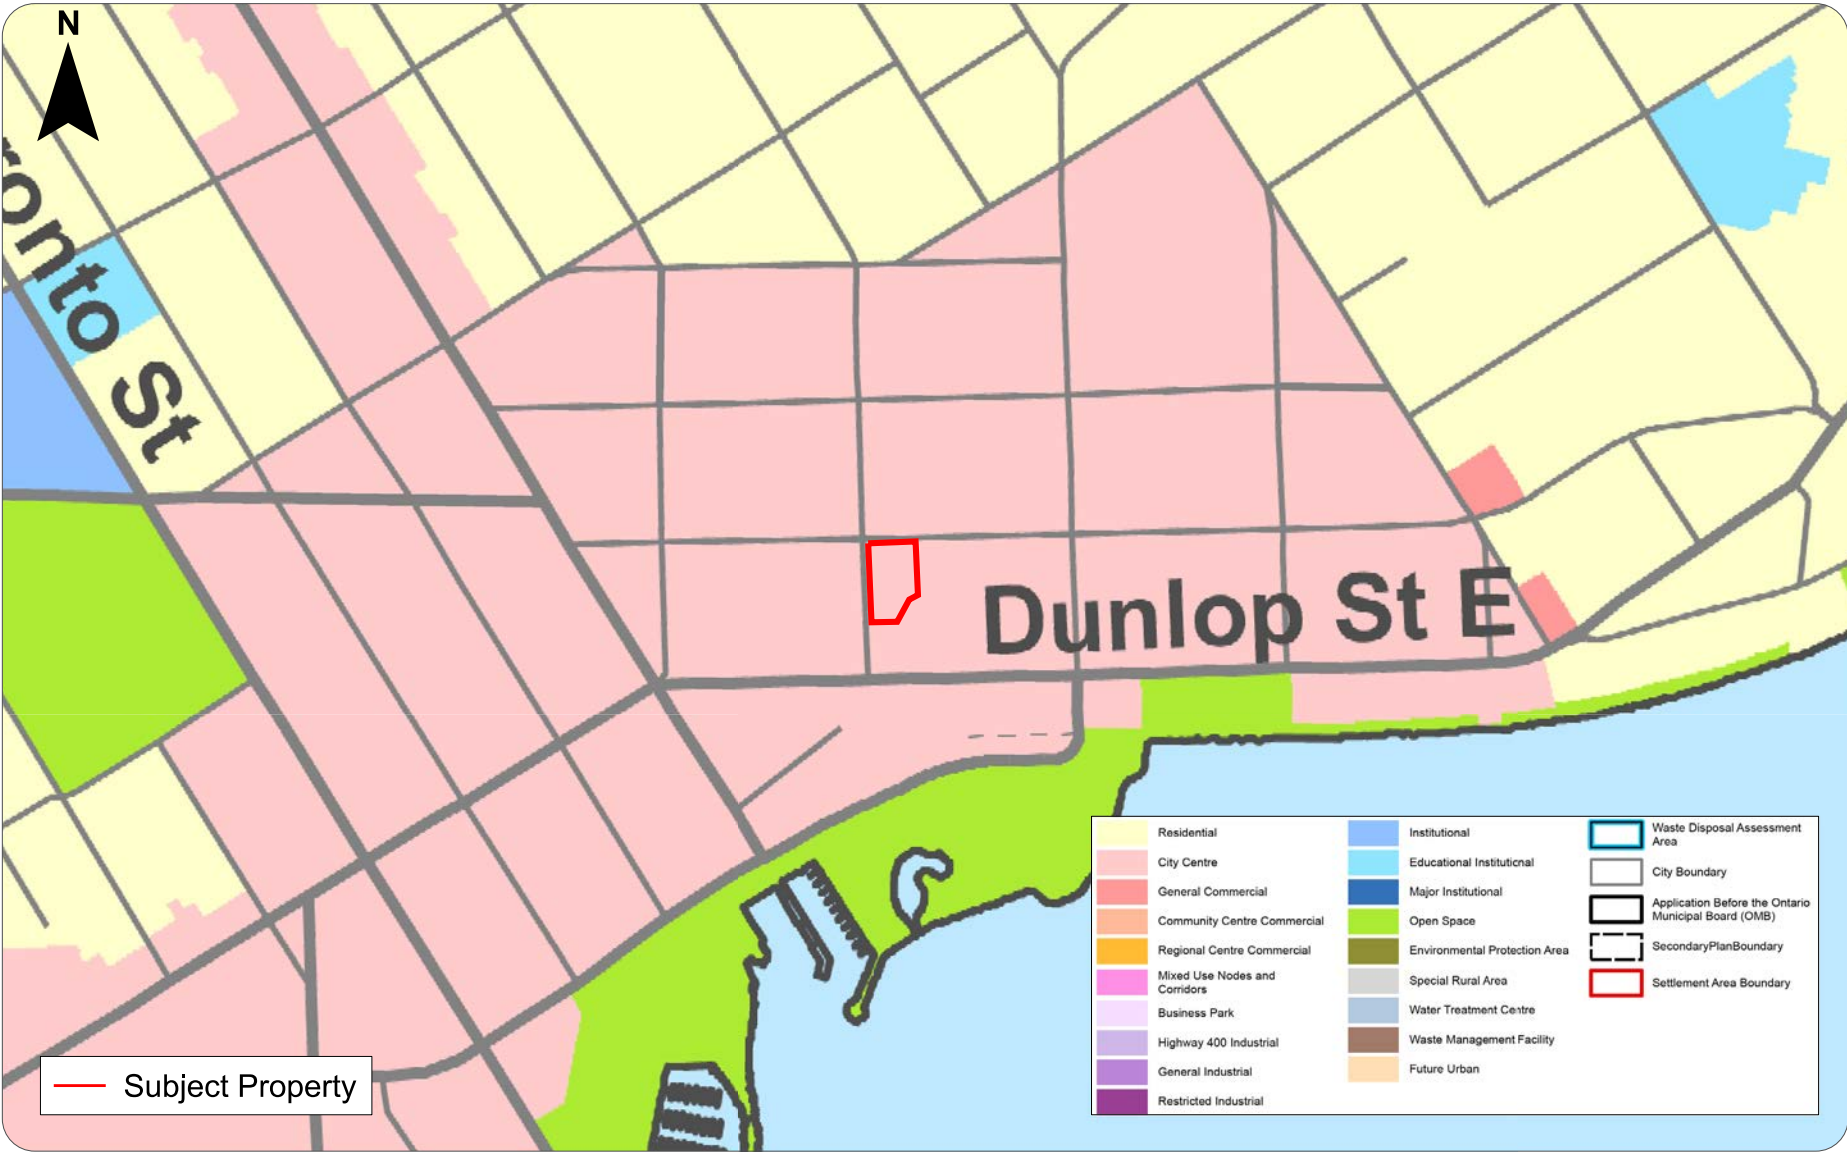 N
ronto St
Dunlop St E
Subject Property
Residential
City Centre
General Commercial
Community Centre Commercial
Regional Centre Commercial
Mixed Use Nodes and
Corridors
Business Park
Highway 400 Industrial
General Industrial
Restricted Industrial
Institutional
Educational Institutional
Major Institutional
Open Space
Environmental Protection Area
Special Rural Area
Water Treatment Centre
Waste Management Facility
Future Urban
Waste Disposal Assessment
Area
City Boundary
Application Before the Ontario
Municipal Board (OMB)
SecondaryPlanBoundary
Settlement Area Boundary